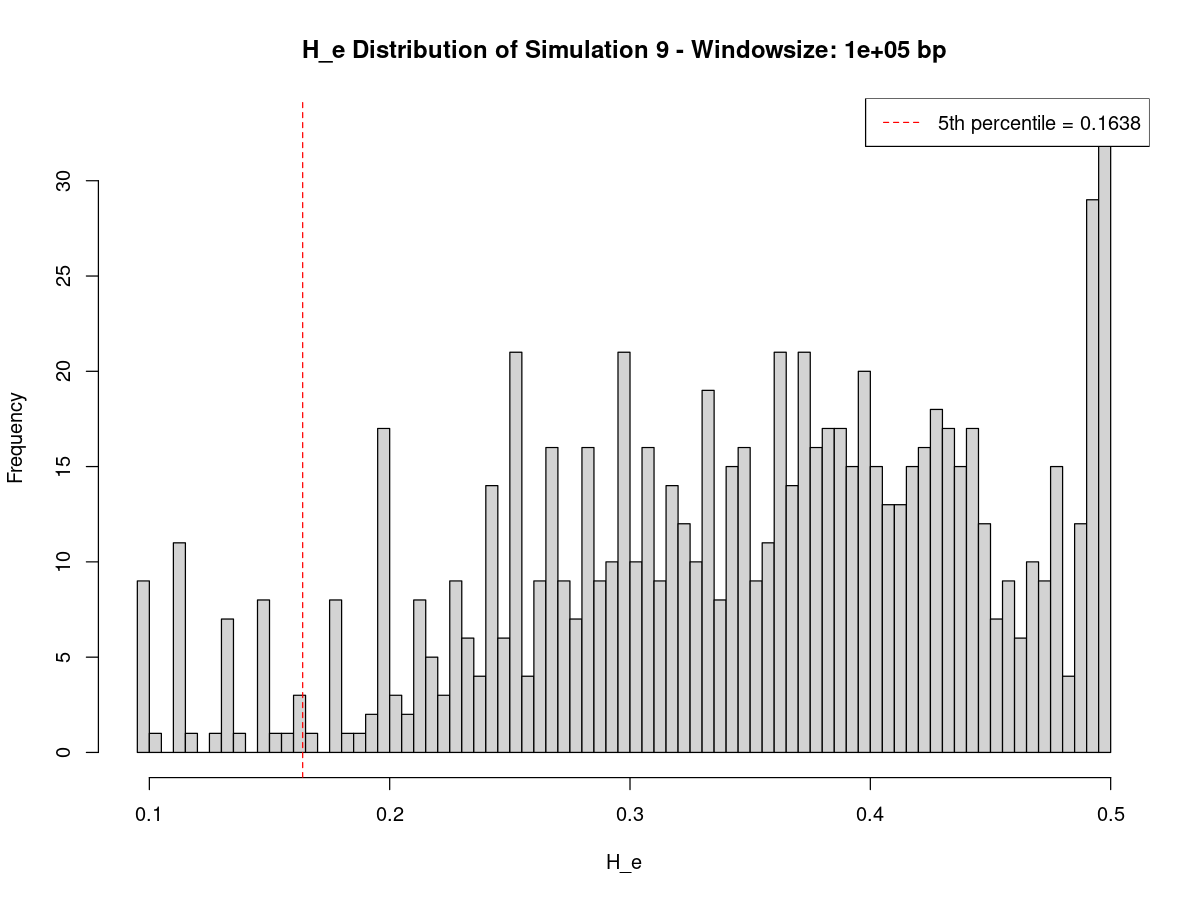 H_e Distribution of Simulation 9 - Windowsize: 1e+05 bp
5th percentile = 0.1638
Frequency
30
25
20
15
10
5
0
0.1 0.2 0.3 0.4 0.5
H_e